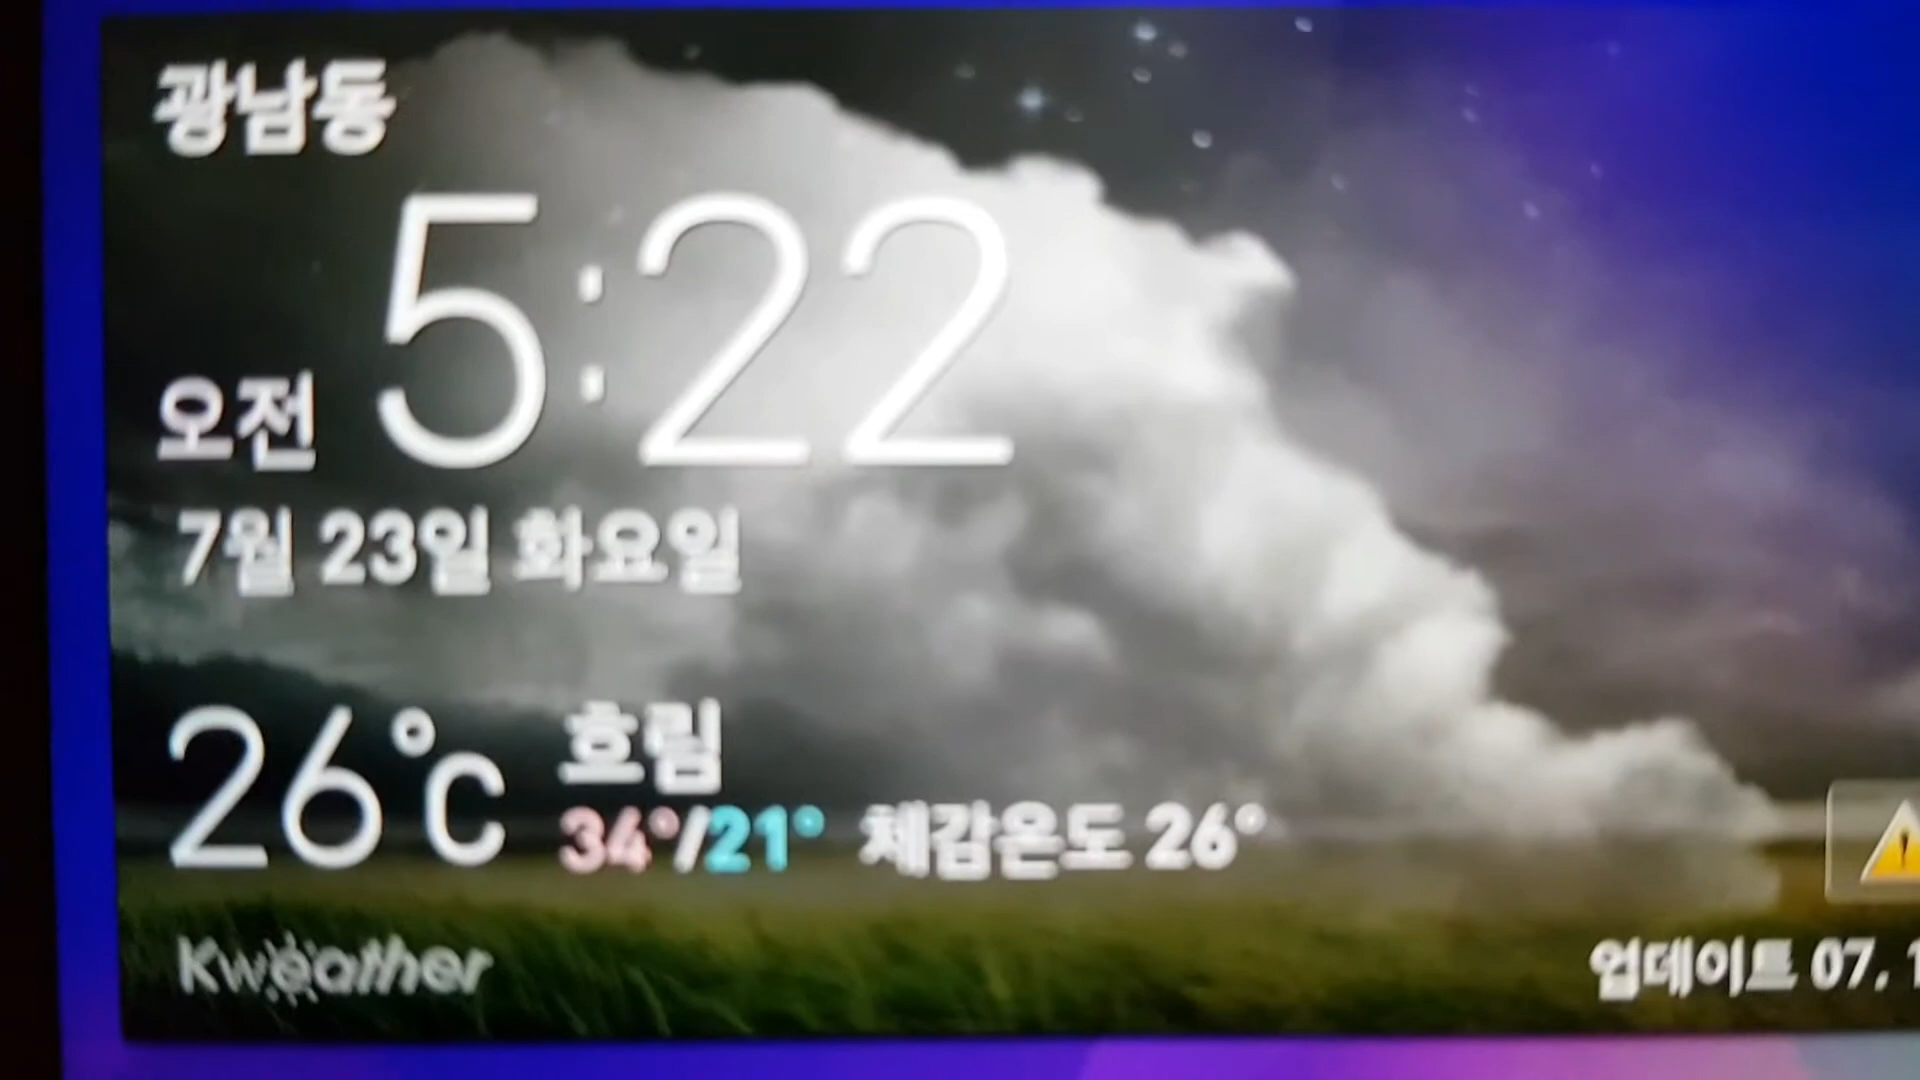 광남동
오전 5:22
7월 23일 화요일
26°C 흐림
34°/21° 체감온도 26°
Kweather
업데이트 07.